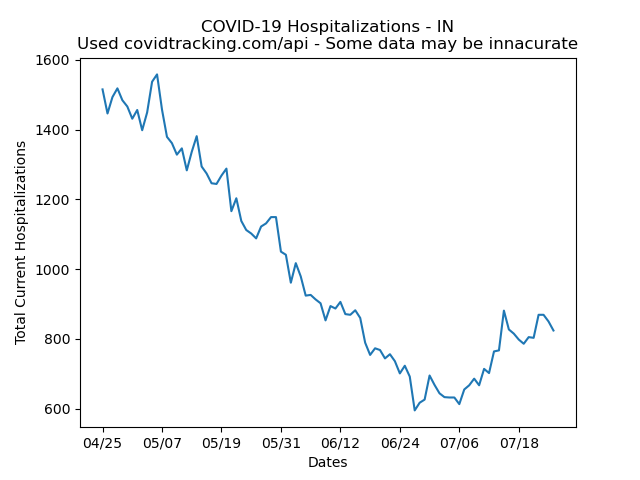 COVID-19 Hospitalizations - IN
Used covidtracking.com/api - Some data may be innacurate
1600
1400
1200
1000
800
600
Total Current Hospitalizations
04/25 05/07 05/19 05/31 06/12 06/24 07/06 07/18
Dates